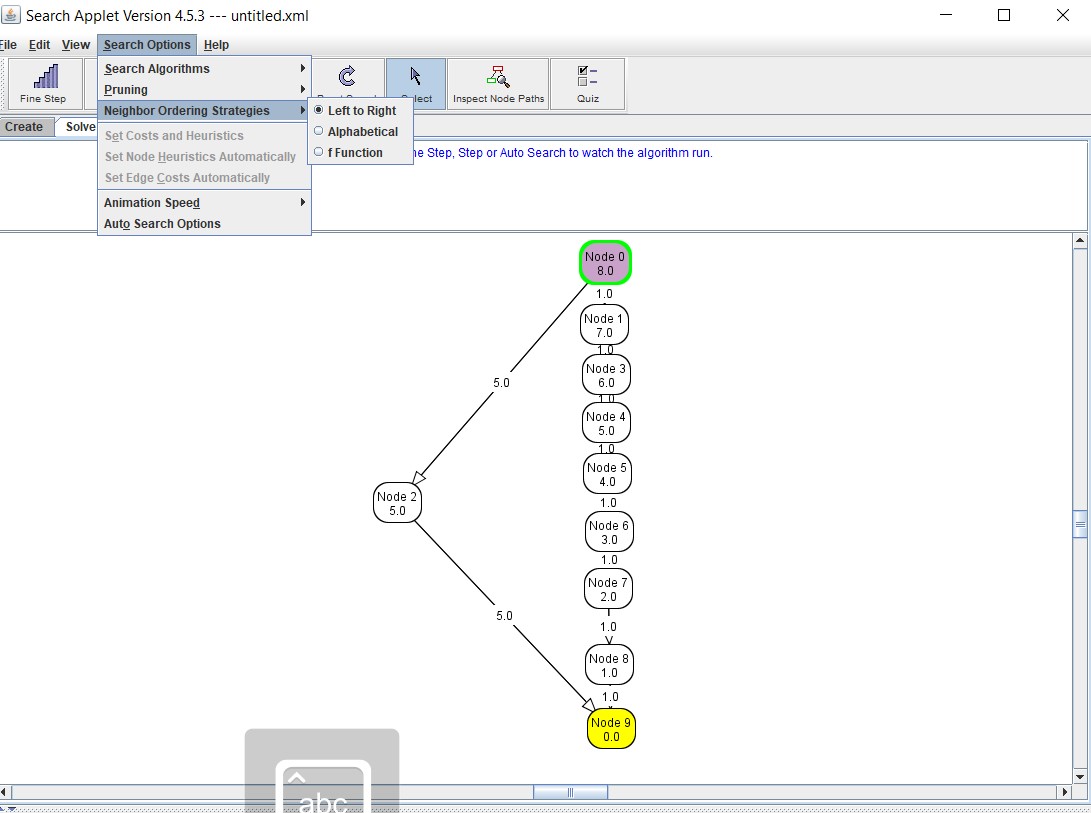 Search Applet Version 4.5.3 --- untitled.xml
File Edit View Search Options Help
Fine Step
Select
Inspect Node Paths
Quiz
Search Algorithms
Pruning
Neighbor Ordering Strategies
Left to Right
Alphabetical
f Function
Set Costs and Heuristics
Set Node Heuristics Automatically
Set Edge Costs Automatically
Animation Speed
Auto Search Options
Create Solve
Step, Step or Auto Search to watch the algorithm run.
Node 0
8.0
1.0
Node 1
7.0
1.0
Node 3
6.0
5.0
1.0
Node 4
5.0
1.0
Node 5
4.0
Node 2
5.0
1.0
Node 6
3.0
1.0
Node 7
2.0
5.0
1.0
Node 8
1.0
1.0
Node 9
0.0
abc